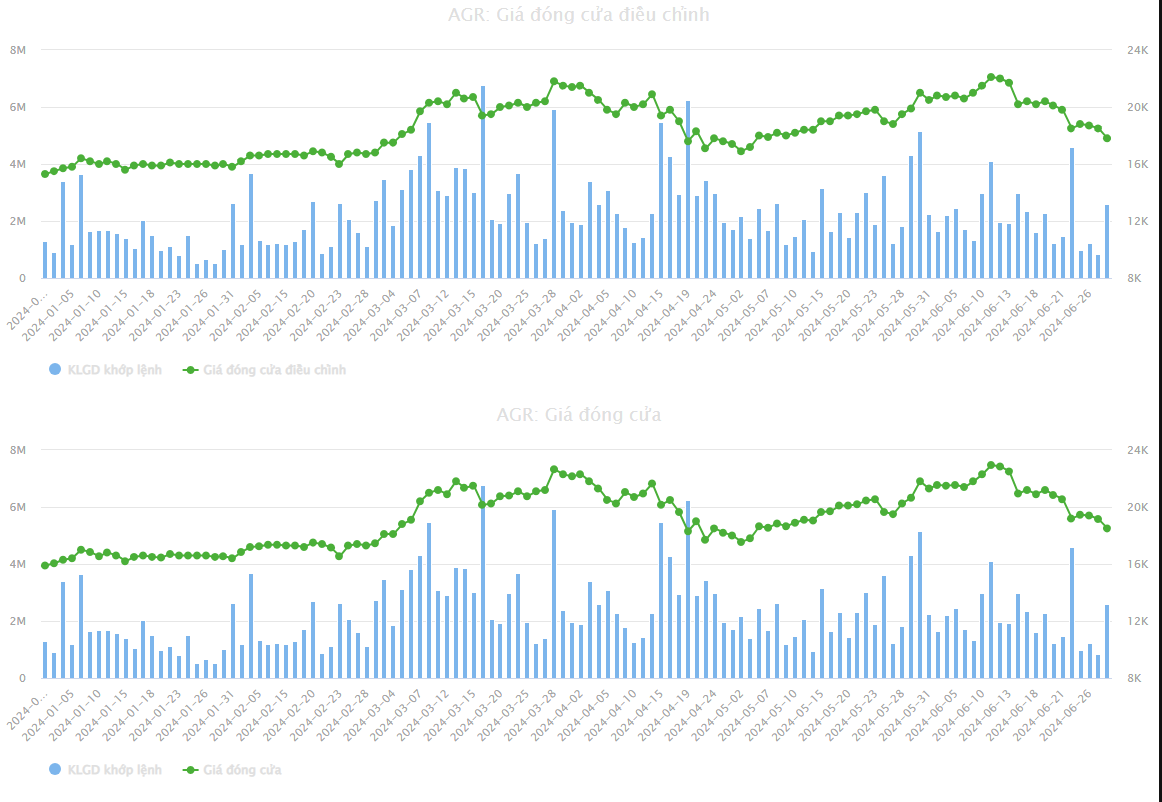 AGR: Giá đóng cửa điều chỉnh
8M 24K
6M 20K
4M 16K
2M 12K
0 8K
2024-0... 2024-01-05 2024-01-10 2024-01-15 2024-01-18 2024-01-23 2024-01-26 2024-01-31 2024-02-05 2024-02-15 2024-02-20 2024-02-23 2024-02-28 2024-03-04 2024-03-07 2024-03-12 2024-03-15 2024-03-20 2024-03-25 2024-03-28 2024-04-02 2024-04-05 2024-04-10 2024-04-15 2024-04-19 2024-04-24 2024-05-02 2024-05-07 2024-05-10 2024-05-15 2024-05-20 2024-05-23 2024-05-28 2024-05-31 2024-06-05 2024-06-10 2024-06-13 2024-06-18 2024-06-21 2024-06-26
KLGD khớp lệnh Giá đóng cửa điều chỉnh
AGR: Giá đóng cửa
8M 24K
6M 20K
4M 16K
2M 12K
0 8K
2024-0... 2024-01-05 2024-01-10 2024-01-15 2024-01-18 2024-01-23 2024-01-26 2024-01-31 2024-02-05 2024-02-15 2024-02-20 2024-02-23 2024-02-28 2024-03-04 2024-03-07 2024-03-12 2024-03-15 2024-03-20 2024-03-25 2024-03-28 2024-04-02 2024-04-05 2024-04-10 2024-04-15 2024-04-19 2024-04-24 2024-05-02 2024-05-07 2024-05-10 2024-05-15 2024-05-20 2024-05-23 2024-05-28 2024-05-31 2024-06-05 2024-06-10 2024-06-13 2024-06-18 2024-06-21 2024-06-26
KLGD khớp lệnh Giá đóng cửa